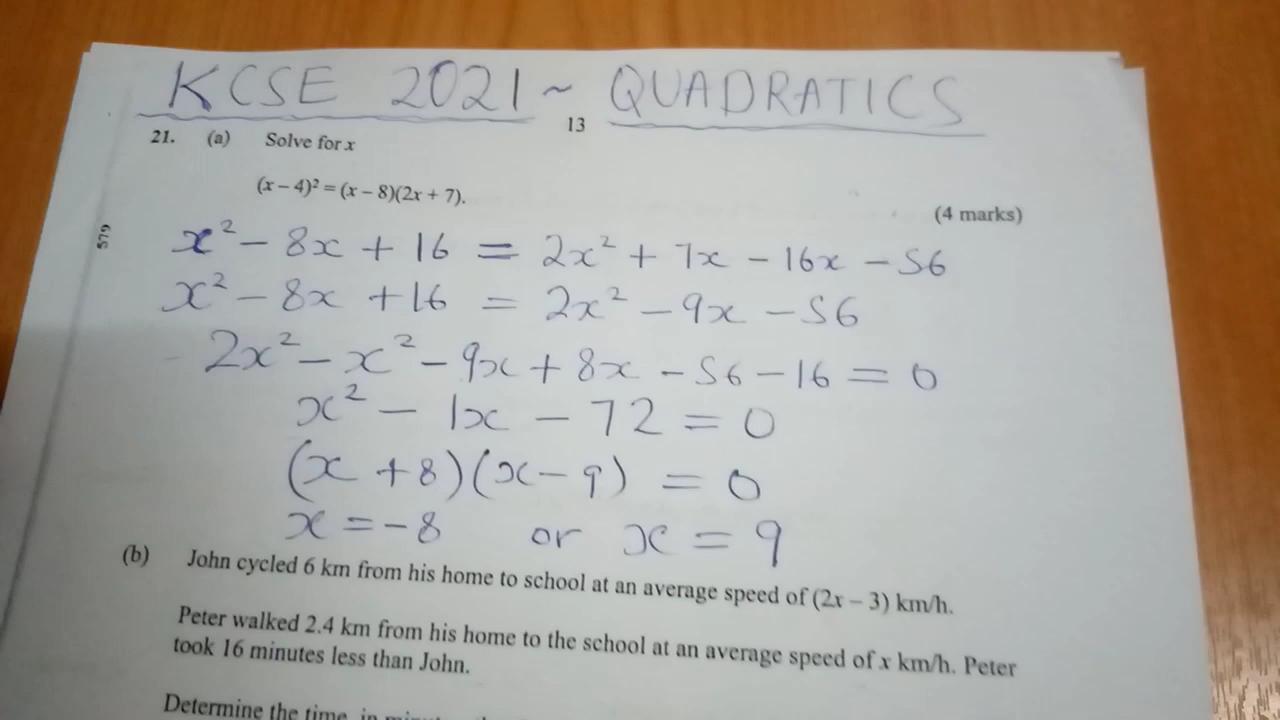 KCSE 2021 ~ QUADRATICS
13
21. (a) Solve for x
(x – 4)² = (x – 8)(2x + 7).
(4 marks)
579
x² - 8x + 16 = 2x² + 7x - 16x - 56
x² - 8x + 16 = 2x² - 9x - 56
2x² - x² - 9x + 8x - 56 - 16 = 0
x² - 1x - 72 = 0
(x + 8)(x - 9) = 0
x = -8 or x = 9
(b) John cycled 6 km from his home to school at an average speed of (2x – 3) km/h.
Peter walked 2.4 km from his home to the school at an average speed of x km/h. Peter
took 16 minutes less than John.
Determine the time, in